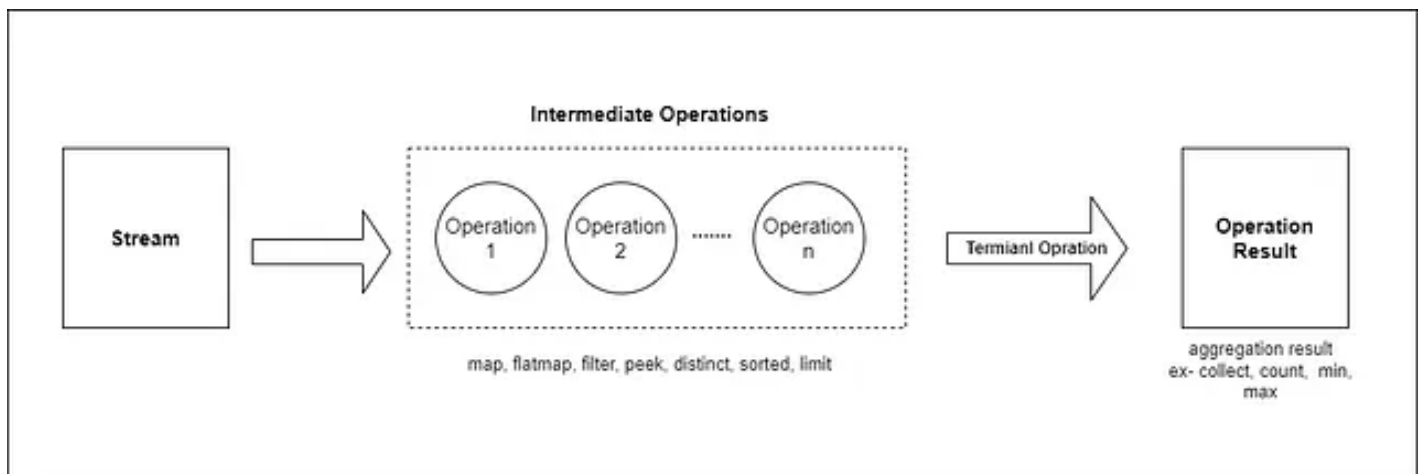 Intermediate Operations
Stream
Operation
1
Operation
2
.......
Operation
n
Termianl Opration
Operation
Result
map, flatmap, filter, peek, distinct, sorted, limit
aggregation result
ex- collect, count, min,
max